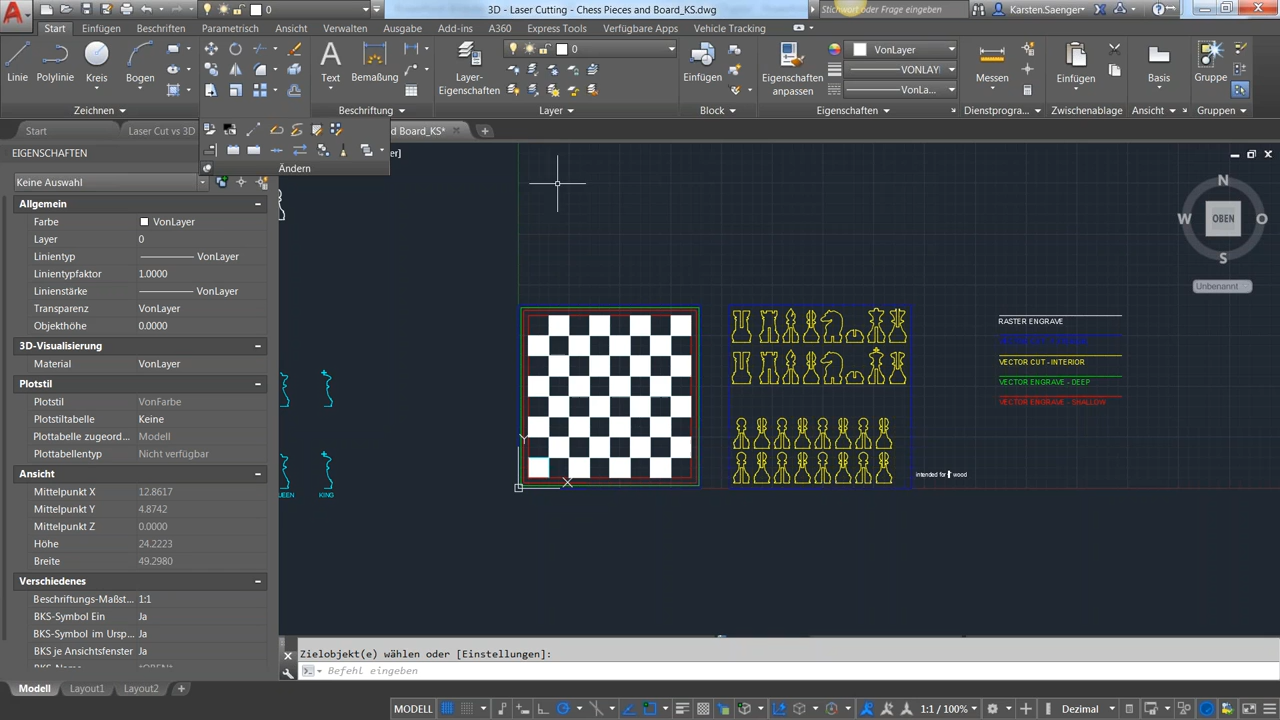 0
3D - Laser Cutting - Chess Pieces and Board_KS.dwg
Stichwort oder Frage eingeben
Karsten.Saenger
Start
Einfügen
Beschriften
Parametrisch
Ansicht
Verwalten
Ausgabe
Add-ins
A360
Express Tools
Verfügbare Apps
Vehicle Tracking
Linie
Polylinie
Kreis
Bogen
Text
Bemaßung
Layer-
Eigenschaften
0
Einfügen
Eigenschaften
anpassen
VonLayer
VONLAY
VonLa...
Messen
Einfügen
Basis
Gruppe
Zeichnen
Beschriftung
Layer
Block
Eigenschaften
Dienstprogr...
Zwischenablage
Ansicht
Gruppen
Start
Laser Cut vs 3D
d Board_KS*
Ändern
EIGENSCHAFTEN
Keine Auswahl
Allgemein
Farbe VonLayer
Layer 0
Linientyp VonLayer
Linientypfaktor 1.0000
Linienstärke VonLayer
Transparenz VonLayer
Objekthöhe 0.0000
3D-Visualisierung
Material VonLayer
Plotstil
Plotstil VonFarbe
Plotstiltabelle Keine
Plottabelle zugeord... Modell
Plottabellentyp Nicht verfügbar
Ansicht
Mittelpunkt X 12.8617
Mittelpunkt Y 4.8742
Mittelpunkt Z 0.0000
Höhe 24.2223
Breite 49.2980
Verschiedenes
Beschriftungs-Maßst... 1:1
BKS-Symbol Ein Ja
BKS-Symbol im Ursp... Ja
BKS je Ansichtsfenster Ja
N
W OBEN O
S
Unbenannt
RASTER ENGRAVE
VECTOR CUT - INTERIOR
VECTOR ENGRAVE - DEEP
VECTOR ENGRAVE - SHALLOW
UEEN
KING
Y
X
Zielobjekt(e) wählen oder [Einstellungen]:
Befehl eingeben
Modell
Layout1
Layout2
MODELL
1:1 / 100%
Dezimal